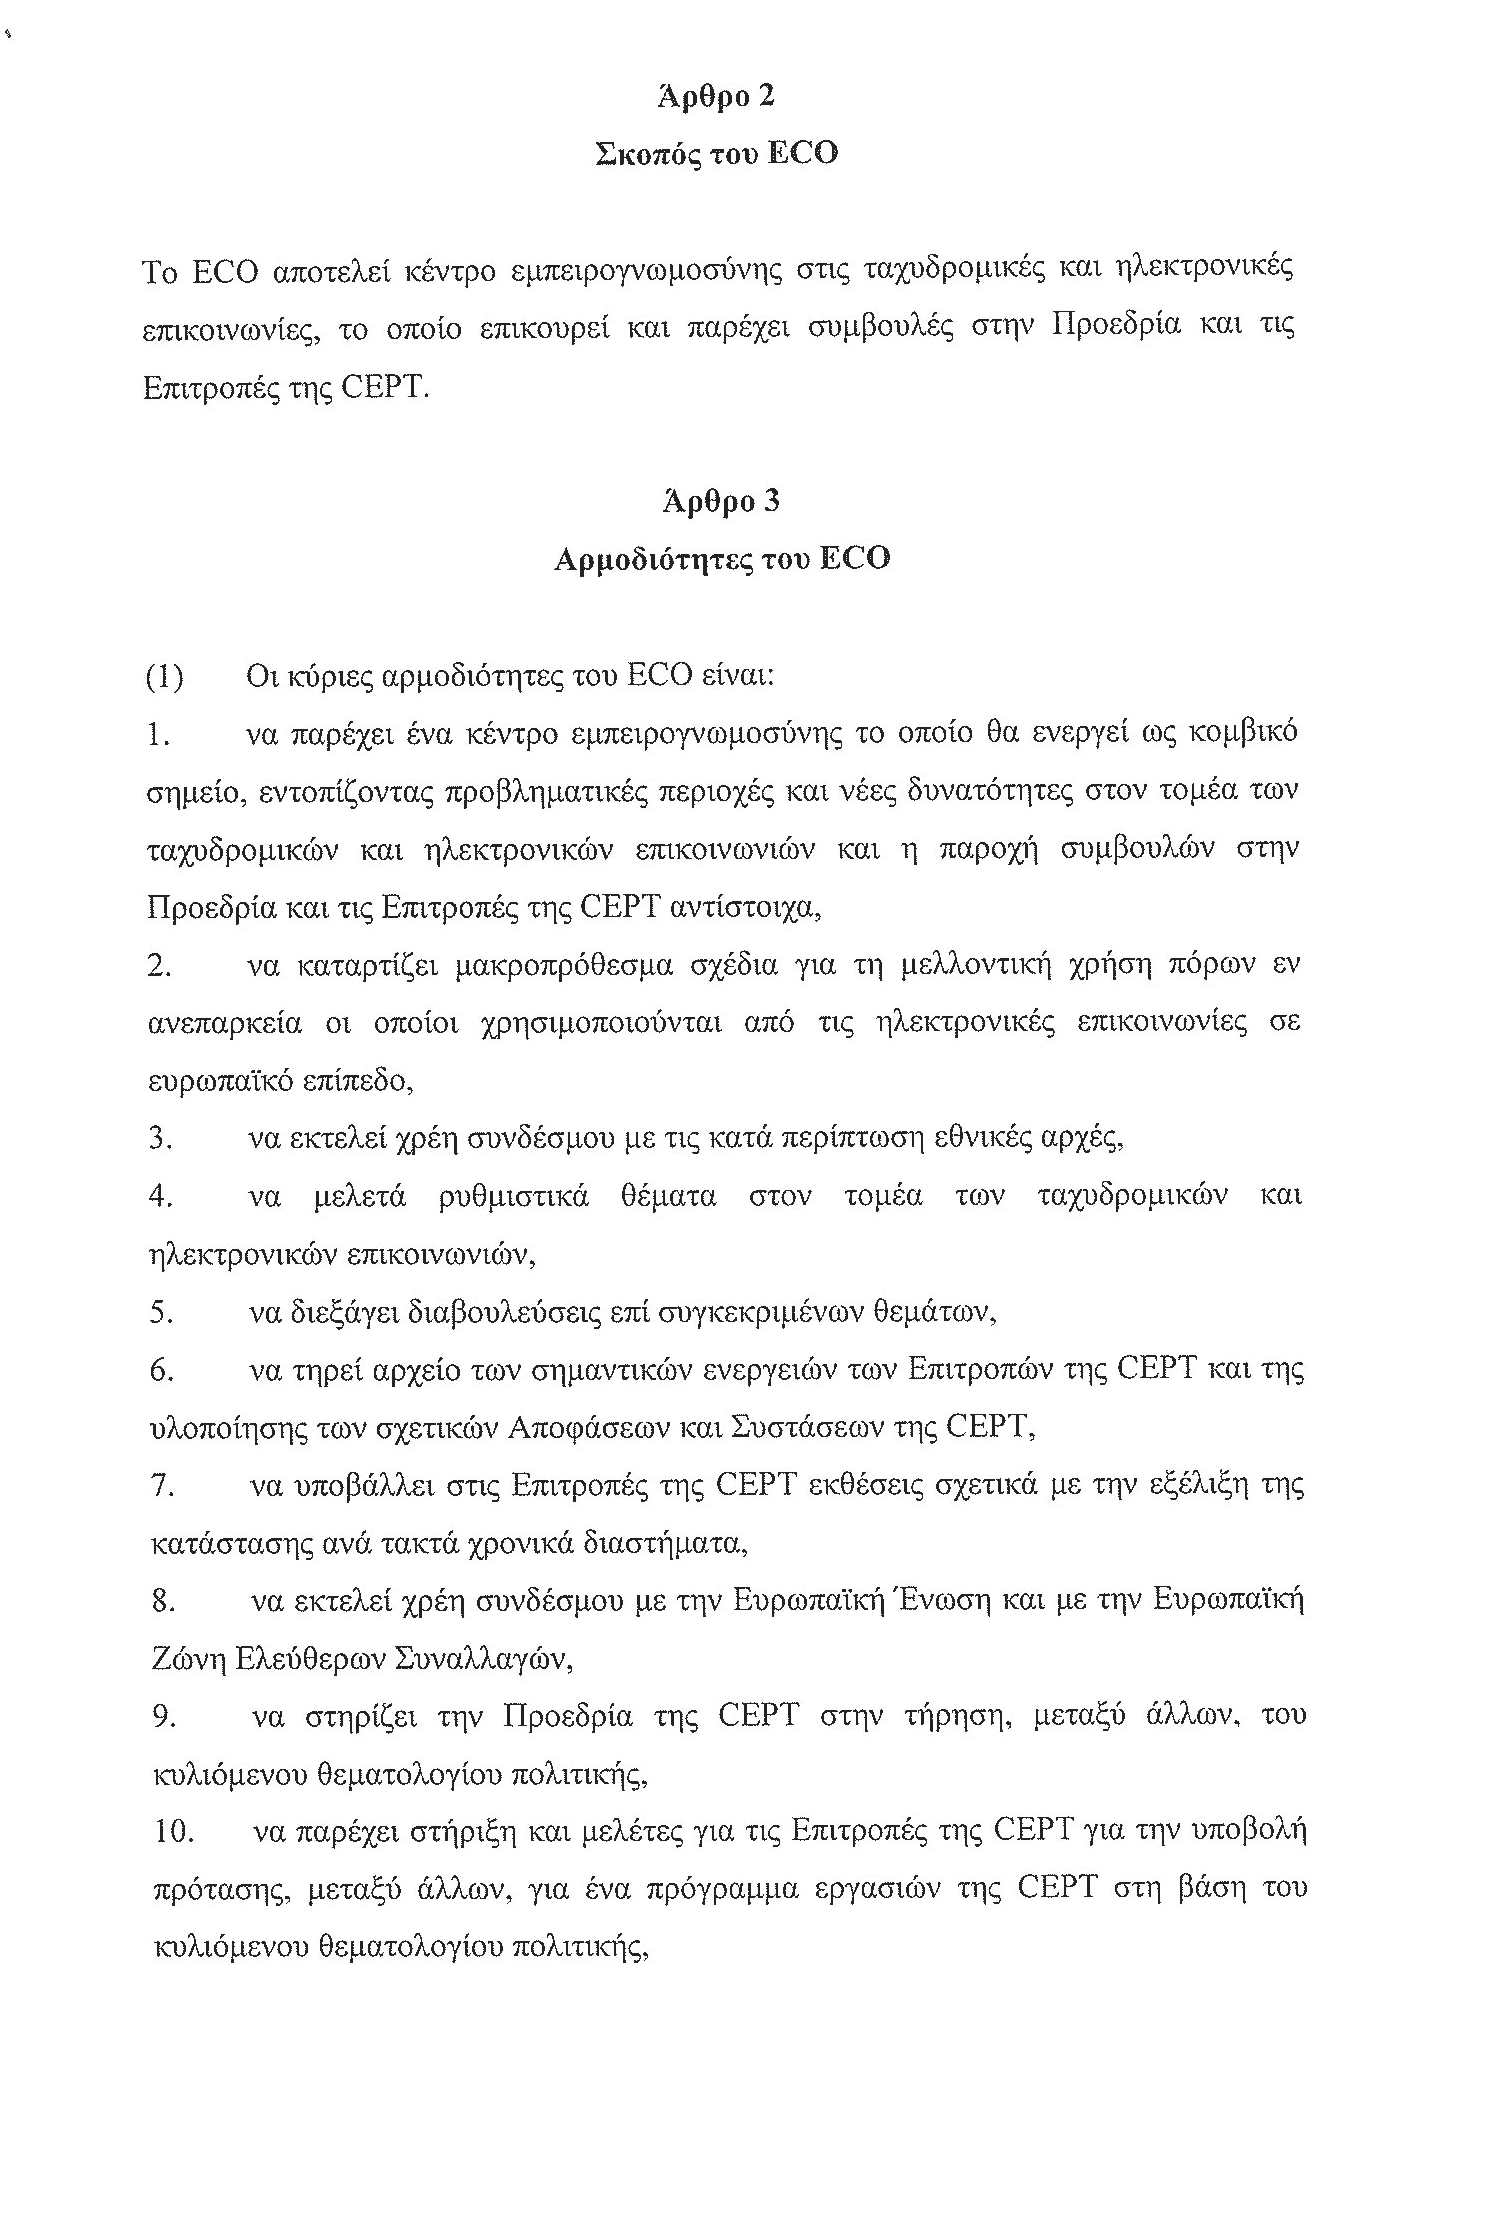 Άρθρο 2
Σκοπός του ECO
Το ECO αποτελεί κέντρο εμπειρογνωμοσύνης στις ταχυδρομικές και ηλεκτρονικές
επικοινωνίες, το οποίο επικουρεί και παρέχει συμβουλές στην Προεδρία και τις
Επιτροπές της CEPT.
Άρθρο 3
Αρμοδιότητες του ECO
(1) Οι κύριες αρμοδιότητες του ECO είναι:
1. να παρέχει ένα κέντρο εμπειρογνωμοσύνης το οποίο θα ενεργεί ως κομβικό
σημείο, εντοπίζοντας προβληματικές περιοχές και νέες δυνατότητες στον τομέα των
ταχυδρομικών και ηλεκτρονικών επικοινωνιών και η παροχή συμβουλών στην
Προεδρία και τις Επιτροπές της CEPT αντίστοιχα,
2. να καταρτίζει μακροπρόθεσμα σχέδια για τη μελλοντική χρήση πόρων εν
ανεπαρκεία οι οποίοι χρησιμοποιούνται από τις ηλεκτρονικές επικοινωνίες σε
ευρωπαϊκό επίπεδο,
3. να εκτελεί χρέη συνδέσμου με τις κατά περίπτωση εθνικές αρχές,
4. να μελετά ρυθμιστικά θέματα στον τομέα των ταχυδρομικών και
ηλεκτρονικών επικοινωνιών,
5. να διεξάγει διαβουλεύσεις επί συγκεκριμένων θεμάτων,
6. να τηρεί αρχείο των σημαντικών ενεργειών των Επιτροπών της CEPT και της
υλοποίησης των σχετικών Αποφάσεων και Συστάσεων της CEPT,
7. να υποβάλλει στις Επιτροπές της CEPT εκθέσεις σχετικά με την εξέλιξη της
κατάστασης ανά τακτά χρονικά διαστήματα,
8. να εκτελεί χρέη συνδέσμου με την Ευρωπαϊκή Ένωση και με την Ευρωπαϊκή
Ζώνη Ελεύθερων Συναλλαγών,
9. να στηρίζει την Προεδρία της CEPT στην τήρηση, μεταξύ άλλων, του
κυλιόμενου θεματολογίου πολιτικής,
10. να παρέχει στήριξη και μελέτες για τις Επιτροπές της CEPT για την υποβολή
πρότασης, μεταξύ άλλων, για ένα πρόγραμμα εργασιών της CEPT στη βάση του
κυλιόμενου θεματολογίου πολιτικής,